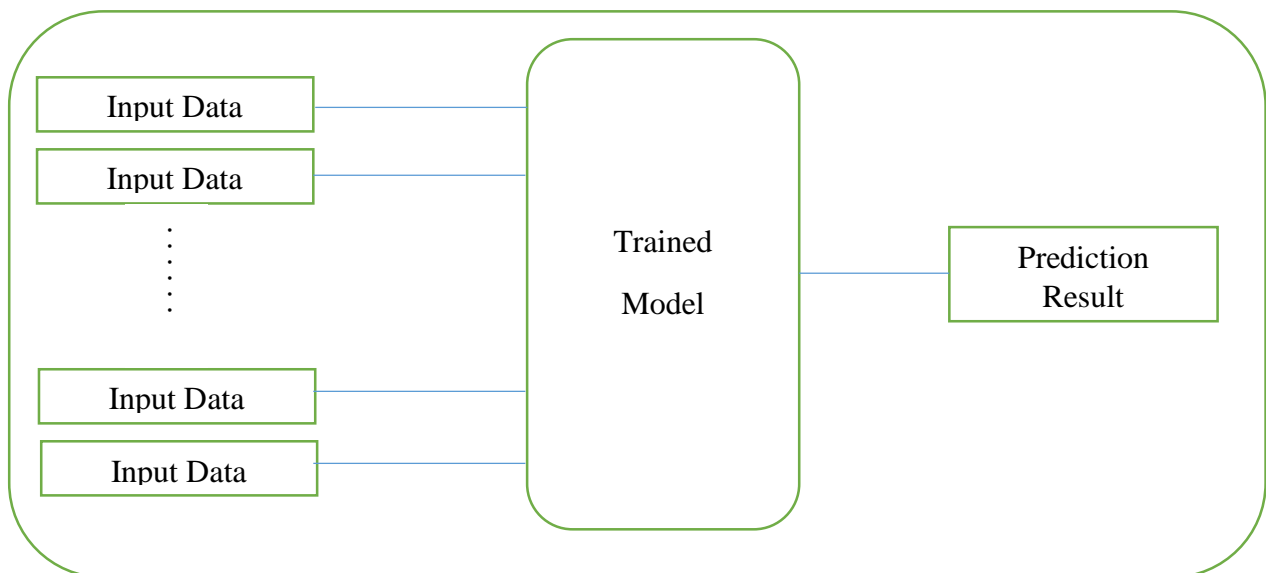 Input Data
Input Data
Input Data
Input Data
Trained
Model
Prediction
Result